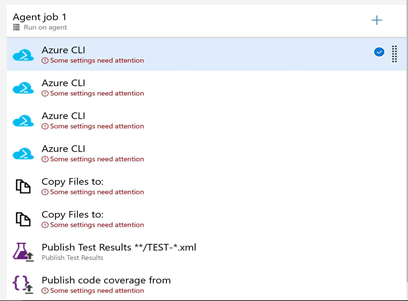 Agent job 1
Run on agent
Azure CLI
Some settings need attention
Azure CLI
Some settings need attention
Azure CLI
Some settings need attention
Azure CLI
Some settings need attention
Copy Files to:
Some settings need attention
Copy Files to:
Some settings need attention
Publish Test Results **/TEST-*.xml
Publish Test Results
Publish code coverage from
Some settings need attention